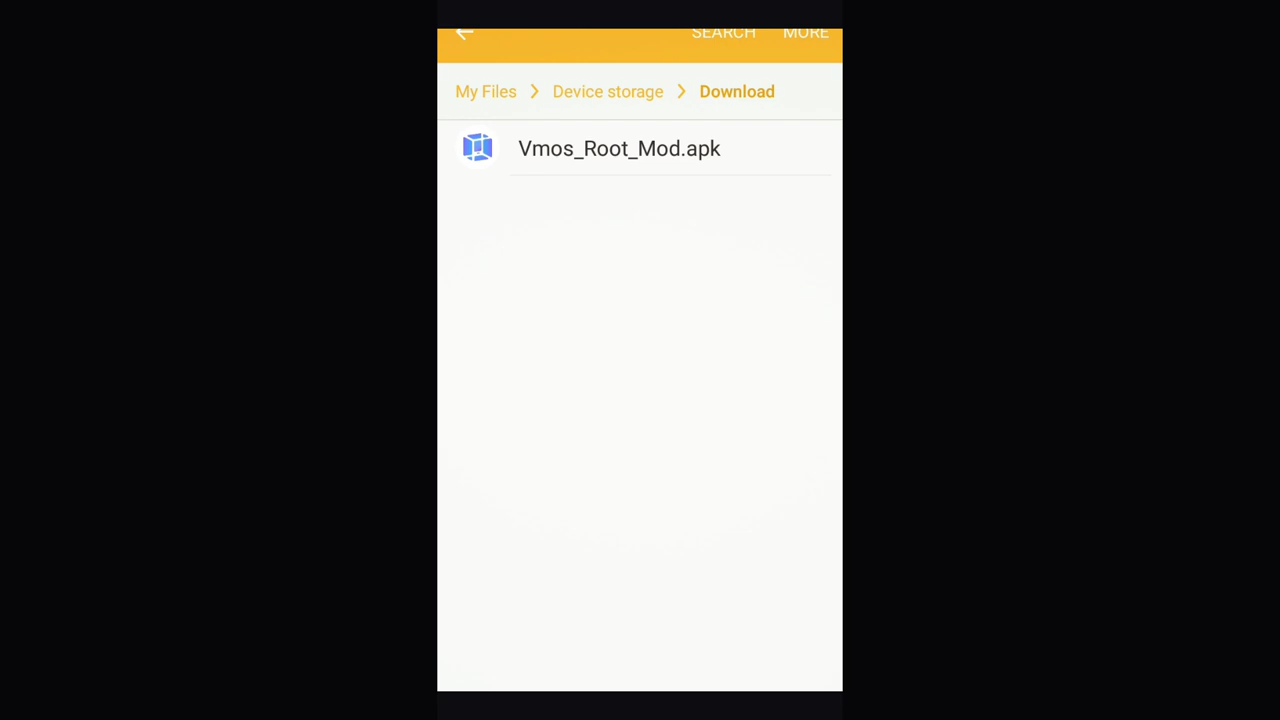 SEARCH MORE
My Files > Device storage > Download
Vmos_Root_Mod.apk